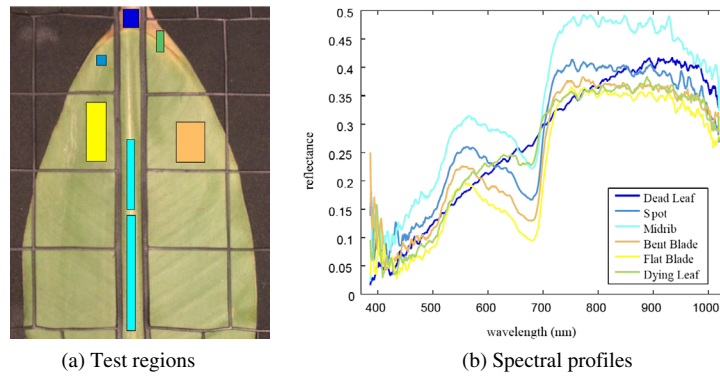 0.5
0.45
0.4
0.35
0.3
0.25
0.2
0.15
0.1
0.05
0
reflectance
Dead Leaf
Spot
Midrib
Bent Blade
Flat Blade
Dying Leaf
400 500 600 700 800 900 1000
wavelength (nm)
(a) Test regions
(b) Spectral profiles